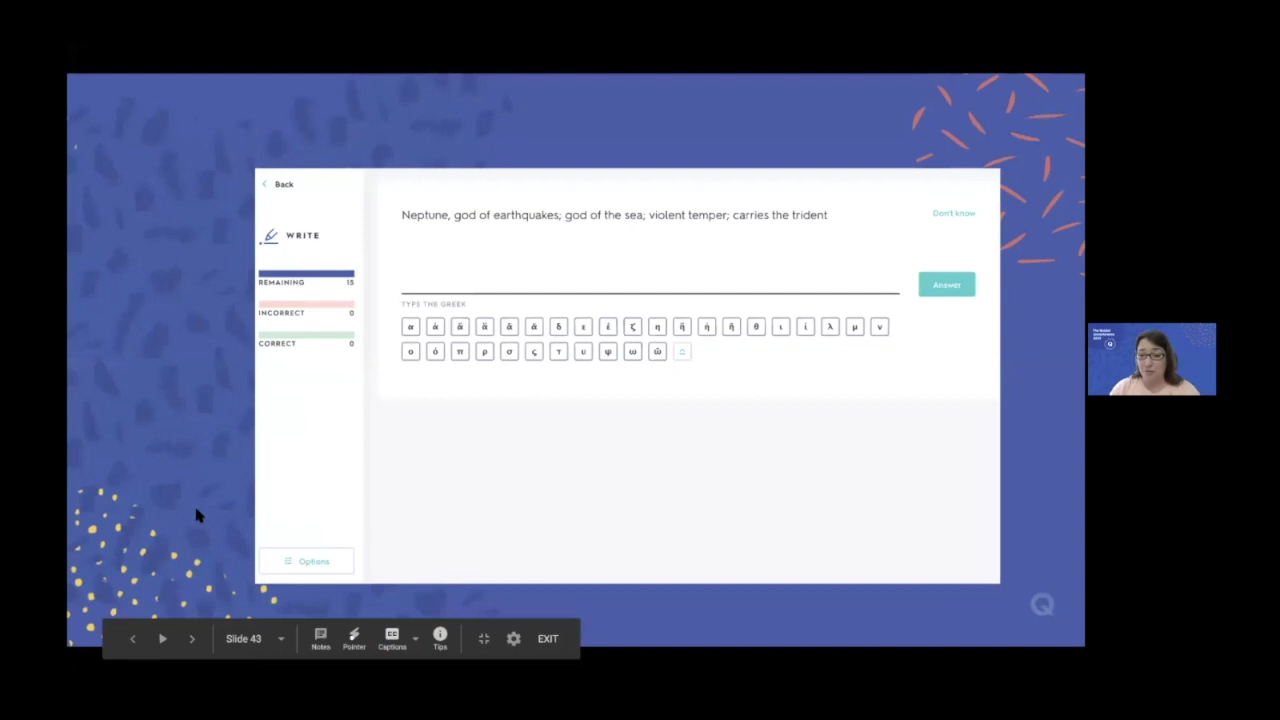 Back
Neptune, god of earthquakes; god of the sea; violent temper; carries the trident
Don't know
WRITE
REMAINING 15
Answer
TYPE THE GREEK
INCORRECT 0
α ά ἄ ε ἑ ζ η ἡ θ ι ί λ μ ν
CORRECT 0
ο ό π ρ σ ς τ υ ψ ω
Options
Slide 43
Notes
Pointer
CC
Captions
Tips
EXIT
Q